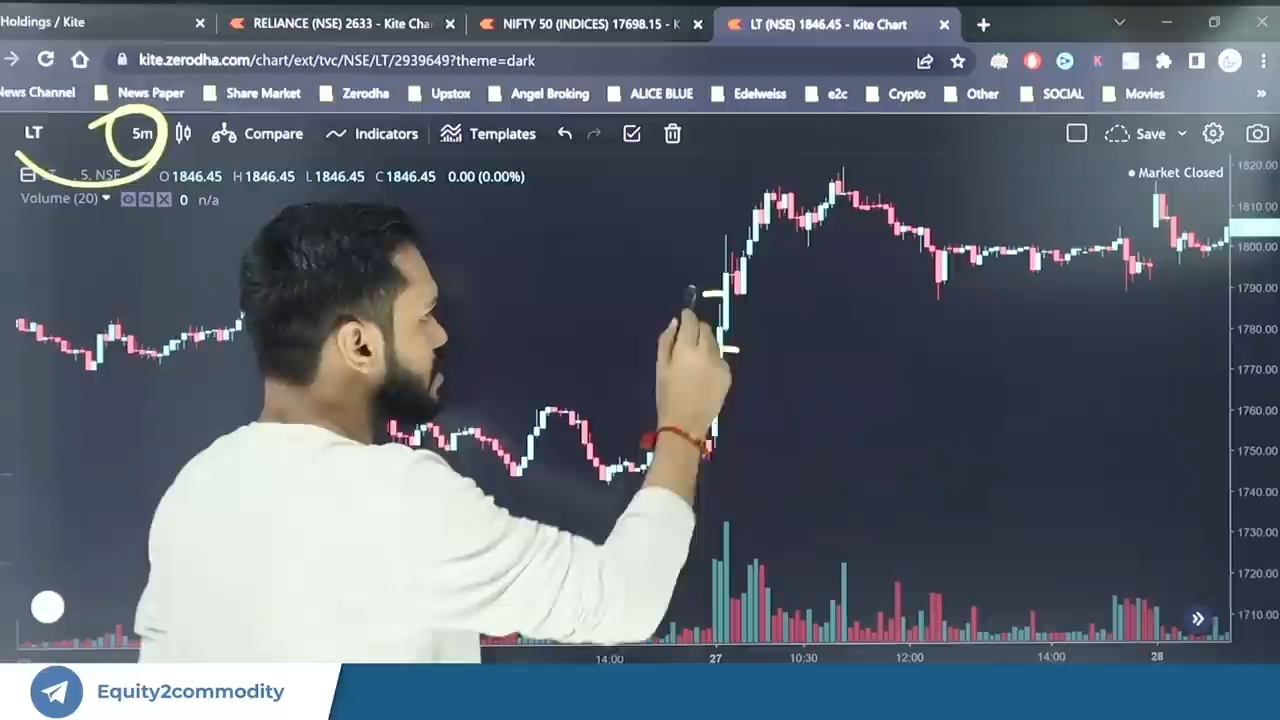 Holdings / Kite
RELIANCE (NSE) 2633 - Kite Cha
NIFTY 50 (INDICES) 17698.15 - K
LT (NSE) 1846.45 - Kite Chart
kite.zerodha.com/chart/ext/tvc/NSE/LT/2939649?theme=dark
News Channel
News Paper
Share Market
Zerodha
Upstox
Angel Broking
ALICE BLUE
Edelweiss
e2c
Crypto
Other
SOCIAL
Movies
LT
5m
Compare
Indicators
Templates
Save
5, NSE
O1846.45 H1846.45 L1846.45 C1846.45 0.00 (0.00%)
Market Closed
Volume (20) 0 n/a
1820.00
1810.00
1800.00
1790.00
1780.00
1770.00
1760.00
1750.00
1740.00
1730.00
1720.00
1710.00
14:00 27 10:30 12:00 14:00 28
Equity2commodity